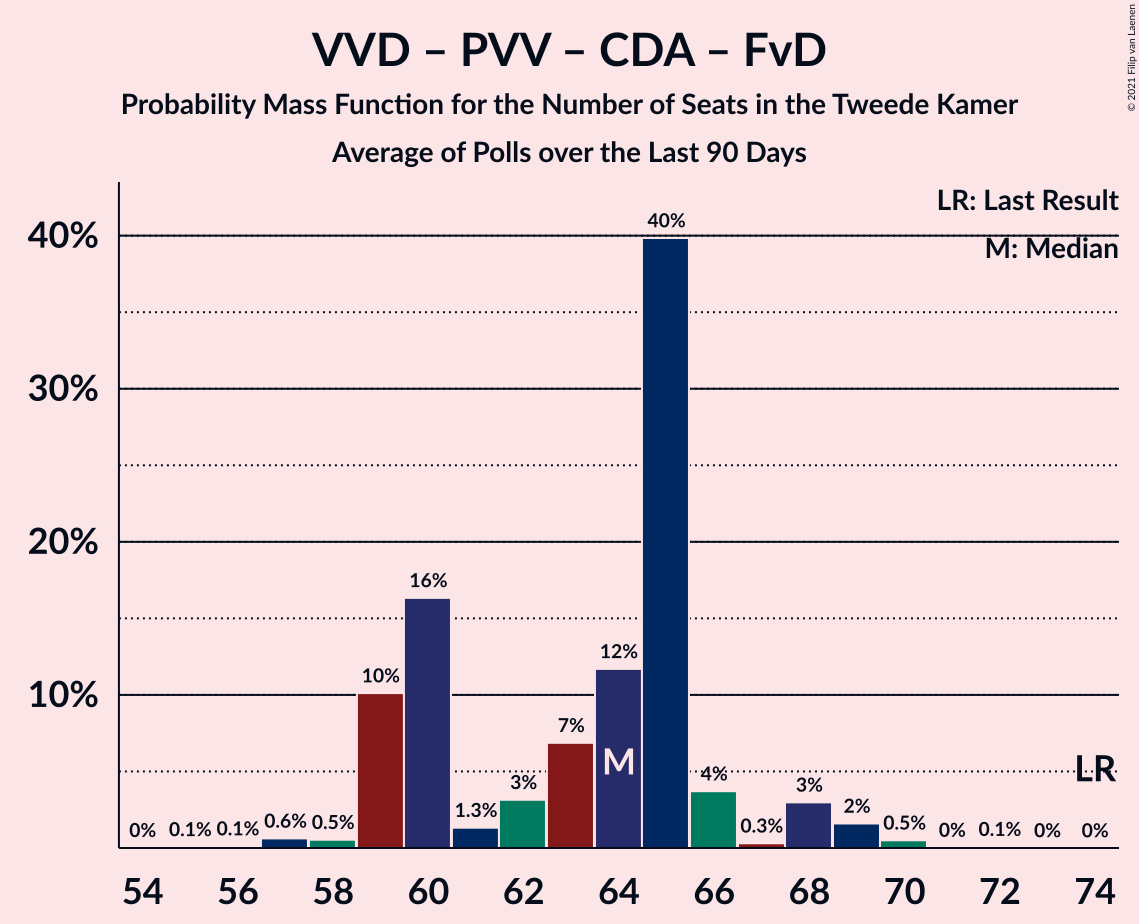 VVD – PVV – CDA – FvD
Probability Mass Function for the Number of Seats in the Tweede Kamer
Average of Polls over the Last 90 Days
© 2021 Filip van Laenen
LR: Last Result
M: Median
40%
30%
20%
10%
0%
0.1%
0.1%
0.6%
0.5%
10%
16%
1.3%
3%
7%
12%
40%
4%
0.3%
3%
2%
0.5%
0%
0.1%
0%
0%
M
LR
54 56 58 60 62 64 66 68 70 72 74